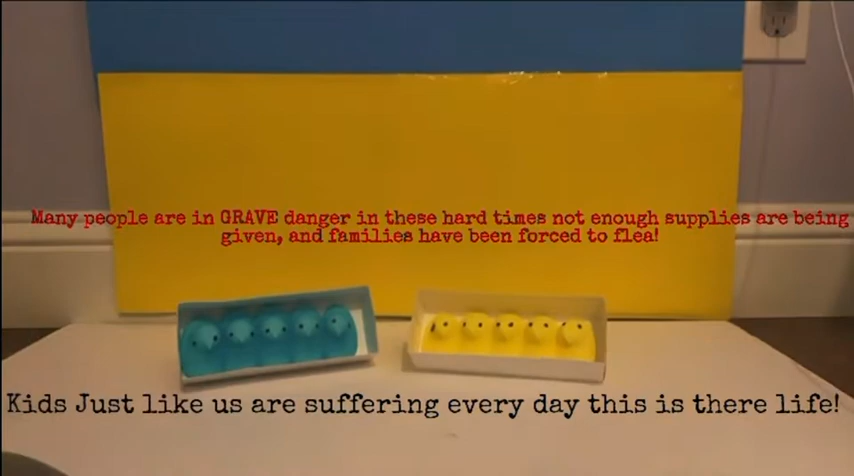 Many people are in GRAVE danger in these hard times not enough supplies are being
given, and families have been forced to flea!
Kids Just like us are suffering every day this is there life!